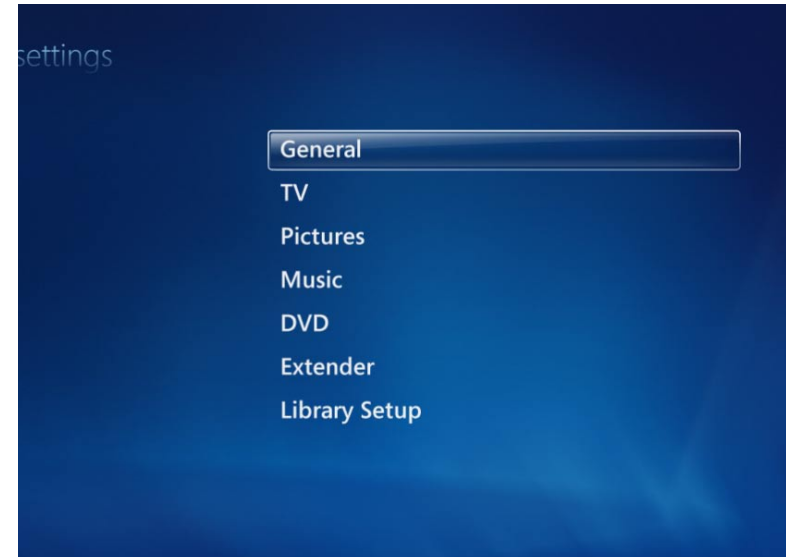 settings
General
TV
Pictures
Music
DVD
Extender
Library Setup